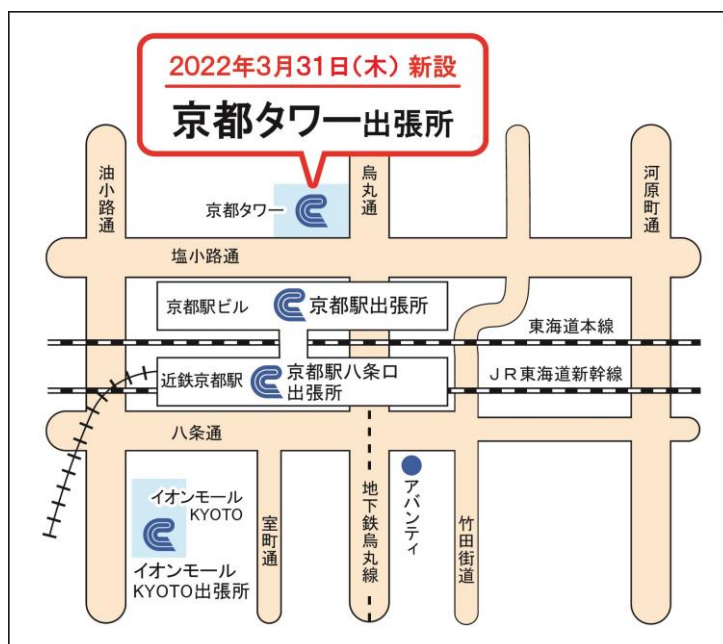 2022年3月31日(木) 新設
京都タワー出張所
油小路通
烏丸通
河原町通
京都タワー
塩小路通
京都駅ビル
京都駅出張所
東海道本線
近鉄京都駅
京都駅八条口
出張所
JR東海道新幹線
八条通
イオンモール
KYOTO
イオンモール
KYOTO出張所
室町通
地下鉄烏丸線
アバンティ
竹田街道